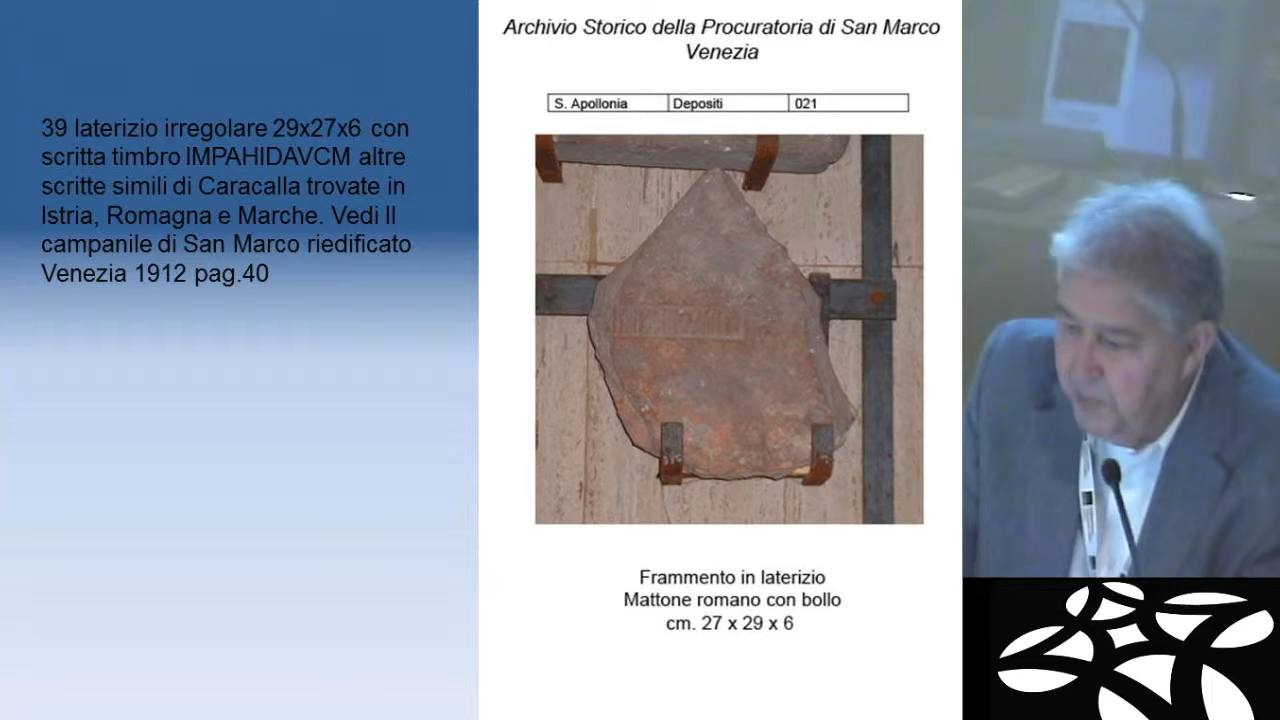 39 laterizio irregolare 29x27x6 con
scritta timbro IMPAHIDAVCM altre
scritte simili di Caracalla trovate in
Istria, Romagna e Marche. Vedi Il
campanile di San Marco riedificato
Venezia 1912 pag.40
Archivio Storico della Procuratoria di San Marco
Venezia
S. Apollonia Depositi 021
Frammento in laterizio
Mattone romano con bollo
cm. 27 x 29 x 6